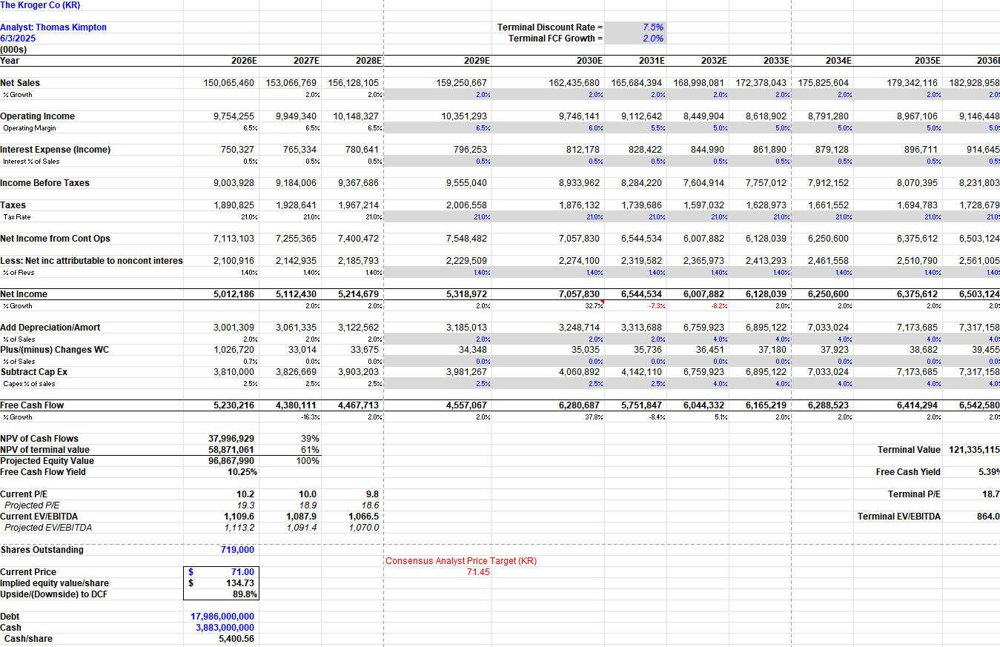 The Kroger Co (KR)
Analyst: Thomas Kimpton Terminal Discount Rate = 7.5%
6/3/2025 Terminal FCF Growth = 2.0%
(000s)
Year 2026E 2027E 2028E 2029E 2030E 2031E 2032E 2033E 2034E 2035E 2036E
Net Sales 150,065,460 153,066,769 156,128,105 159,250,667 162,435,680 165,684,394 168,998,081 172,378,043 175,825,604 179,342,116 182,928,958
% Growth 2.0% 2.0% 2.0% 2.0% 2.0% 2.0% 2.0% 2.0% 2.0% 2.0%
Operating Income 9,754,255 9,949,340 10,148,327 10,351,293 9,746,141 9,112,642 8,449,904 8,618,902 8,791,280 8,967,106 9,146,448
Operating Margin 6.5% 6.5% 6.5% 6.5% 6.0% 5.5% 5.0% 5.0% 5.0% 5.0% 5.0%
Interest Expense (Income) 750,327 765,334 780,641 796,253 812,178 828,422 844,990 861,890 879,128 896,711 914,645
Interest % of Sales 0.5% 0.5% 0.5% 0.5% 0.5% 0.5% 0.5% 0.5% 0.5% 0.5% 0.5%
Income Before Taxes 9,003,928 9,184,006 9,367,686 9,555,040 8,933,962 8,284,220 7,604,914 7,757,012 7,912,152 8,070,395 8,231,803
Taxes 1,890,825 1,928,641 1,967,214 2,006,558 1,876,132 1,739,686 1,597,032 1,628,973 1,661,552 1,694,783 1,728,679
Tax Rate 21.0% 21.0% 21.0% 21.0% 21.0% 21.0% 21.0% 21.0% 21.0% 21.0% 21.0%
Net Income from Cont Ops 7,113,103 7,255,365 7,400,472 7,548,482 7,057,830 6,544,534 6,007,882 6,128,039 6,250,600 6,375,612 6,503,124
Less: Net inc attributable to noncont interes 2,100,916 2,142,935 2,185,793 2,229,509 2,274,100 2,319,582 2,365,973 2,413,293 2,461,558 2,510,790 2,561,005
% of Revs 1.40% 1.40% 1.40% 1.40% 1.40% 1.40% 1.40% 1.40% 1.40% 1.40% 1.40%
Net Income 5,012,186 5,112,430 5,214,679 5,318,972 7,057,830 6,544,534 6,007,882 6,128,039 6,250,600 6,375,612 6,503,124
% Growth 2.0% 2.0% 2.0% 32.7% -7.3% -8.2% 2.0% 2.0% 2.0% 2.0%
Add Depreciation/Amort 3,001,309 3,061,335 3,122,562 3,185,013 3,248,714 3,313,688 6,759,923 6,895,122 7,033,024 7,173,685 7,317,158
% of Sales 2.0% 2.0% 2.0% 2.0% 2.0% 2.0% 4.0% 4.0% 4.0% 4.0% 4.0%
Plus/(minus) Changes WC 1,026,720 33,014 33,675 34,348 35,035 35,736 36,451 37,180 37,923 38,682 39,455
% of Sales 0.7% 0.0% 0.0% 0.0% 0.0% 0.0% 0.0% 0.0% 0.0% 0.0% 0.0%
Subtract Cap Ex 3,810,000 3,826,669 3,903,203 3,981,267 4,060,892 4,142,110 6,759,923 6,895,122 7,033,024 7,173,685 7,317,158
Capex % of sales 2.5% 2.5% 2.5% 2.5% 2.5% 2.5% 4.0% 4.0% 4.0% 4.0% 4.0%
Free Cash Flow 5,230,216 4,380,111 4,467,713 4,557,067 6,280,687 5,751,847 6,044,332 6,165,219 6,288,523 6,414,294 6,542,580
% Growth -16.3% 2.0% 2.0% 37.8% -8.4% 5.1% 2.0% 2.0% 2.0% 2.0%
NPV of Cash Flows 37,996,929 39%
NPV of terminal value 58,871,061 61% Terminal Value 121,335,115
Projected Equity Value 96,867,990 100%
Free Cash Flow Yield 10.25% Free Cash Yield 5.39%
Current P/E 10.2 10.0 9.8 Terminal P/E 18.7
Projected P/E 19.3 18.9 18.6
Current EV/EBITDA 1,109.6 1,087.9 1,066.5 Terminal EV/EBITDA 864.0
Projected EV/EBITDA 1,113.2 1,091.4 1,070.0
Shares Outstanding 719,000
Consensus Analyst Price Target (KR)
Current Price $ 71.00 71.45
Implied equity value/share $ 134.73
Upside/(Downside) to DCF 89.8%
Debt 17,986,000,000
Cash 3,883,000,000
Cash/share 5,400.56